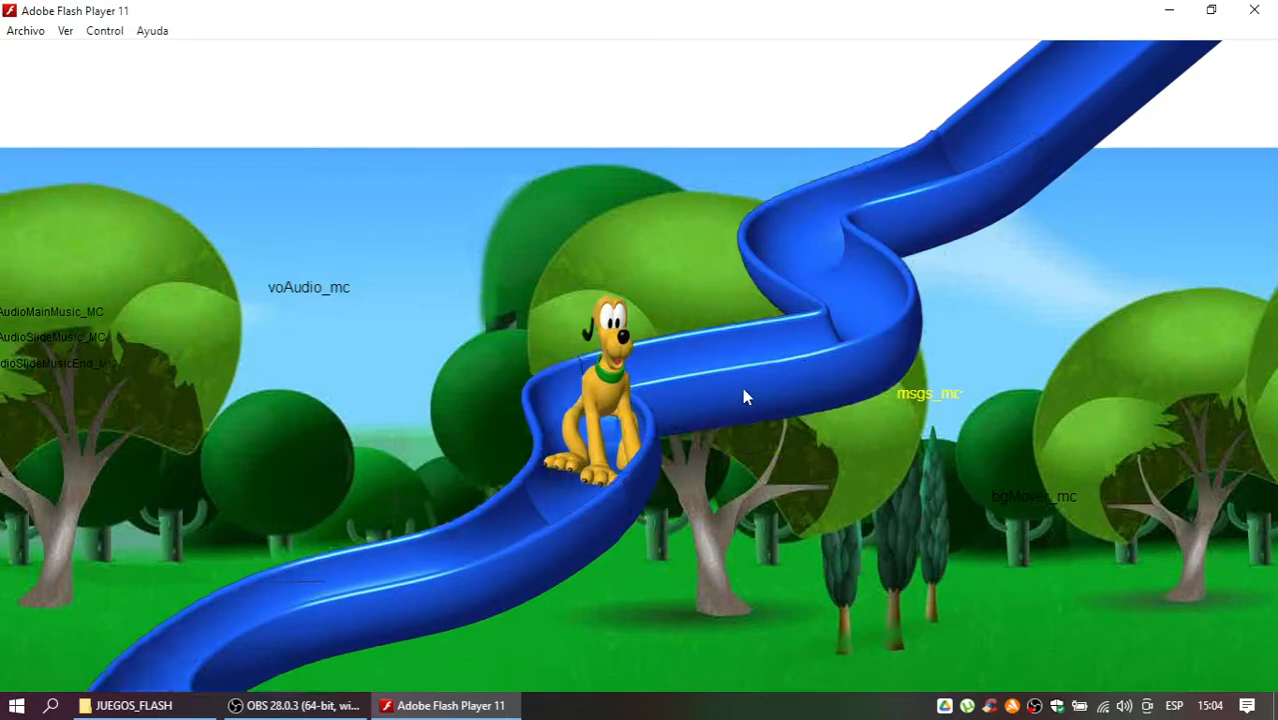 Adobe Flash Player 11
Archivo Ver Control Ayuda
voAudio_mc
AudioMainMusic_MC
AudioSlideMusic_MC
dioSlideMusicEnd_M
msgs_mc
bgMover_mc
JUEGOS_FLASH
OBS 28.0.3 (64-bit, wi...
Adobe Flash Player 11
ESP
15:04